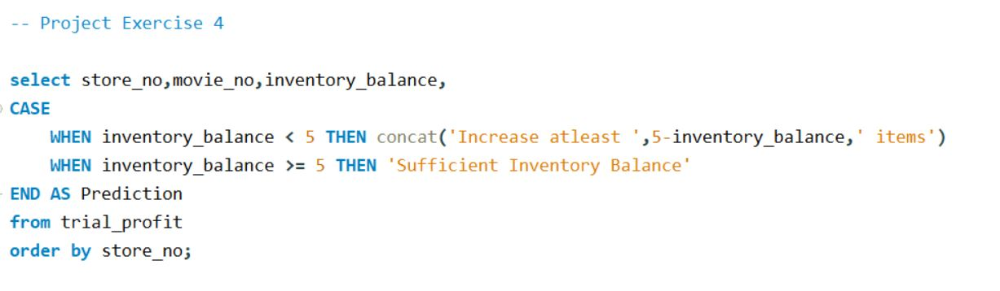 -- Project Exercise 4
select store_no,movie_no,inventory_balance,
CASE
WHEN inventory_balance < 5 THEN concat('Increase atleast ',5-inventory_balance,' items')
WHEN inventory_balance >= 5 THEN 'Sufficient Inventory Balance'
END AS Prediction
from trial_profit
order by store_no;